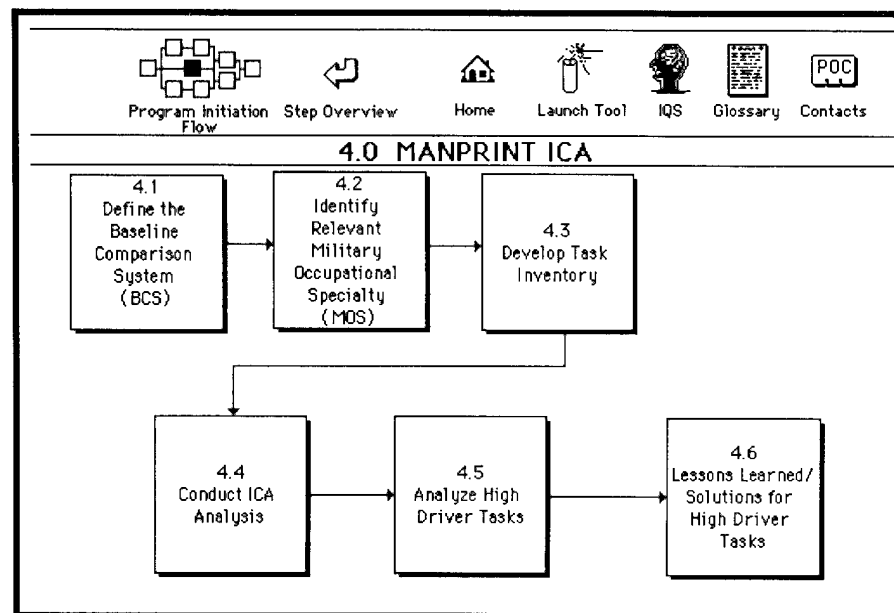 POC
Program Initiation Flow
Step Overview
Home
Launch Tool
IQS
Glossary
Contacts
4.0 MANPRINT ICA
4.1
Define the
Baseline
Comparison
System
(BCS)
4.2
Identify
Relevant
Military
Occupational
Specialty
(MOS)
4.3
Develop Task
Inventory
4.4
Conduct ICA
Analysis
4.5
Analyze High
Driver Tasks
4.6
Lessons Learned/
Solutions for
High Driver
Tasks